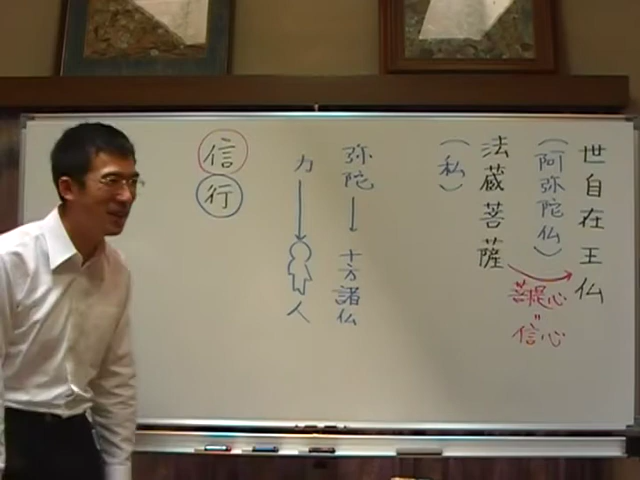 世自在王仏
(阿弥陀仏)
法蔵菩薩
(私)
菩提心
=
信心
弥陀
十方諸仏
力
人
信
行